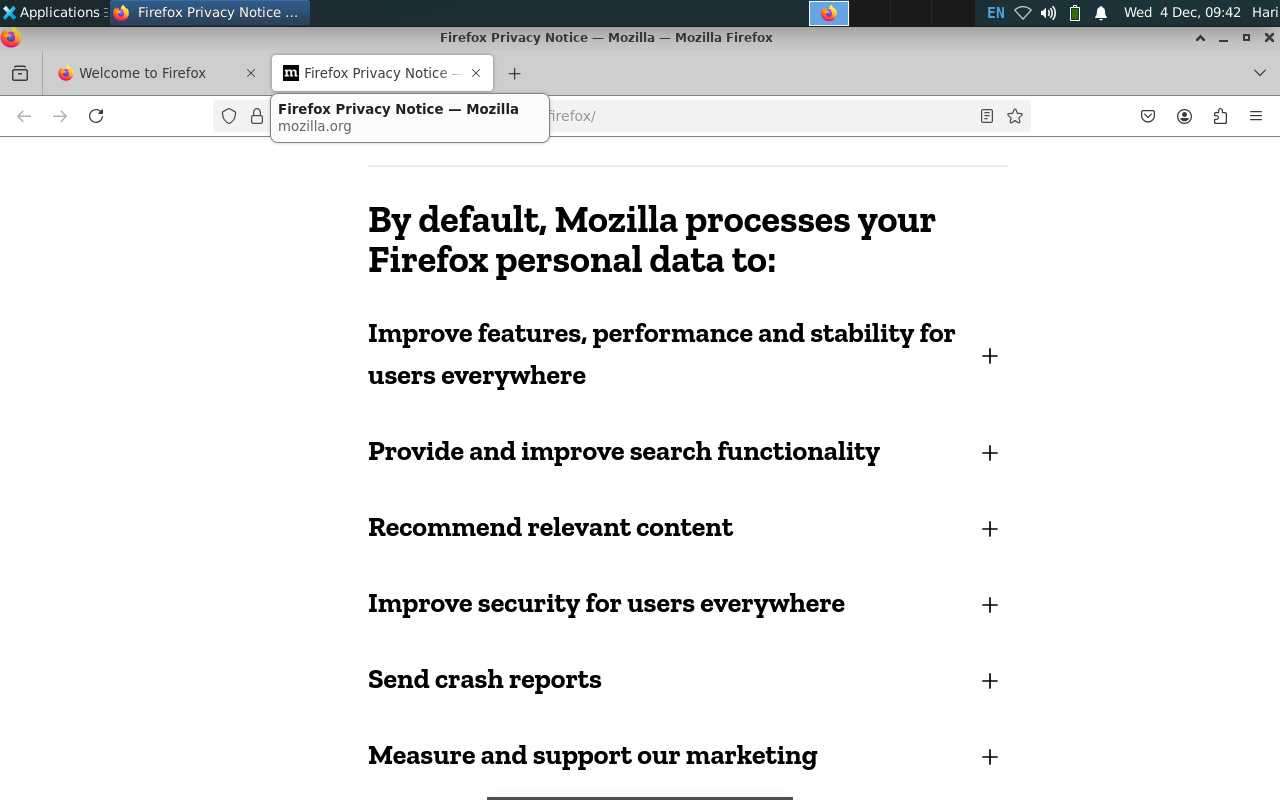 Applications
Firefox Privacy Notice ...
EN
Wed 4 Dec, 09:42
Hari
Firefox Privacy Notice — Mozilla — Mozilla Firefox
Welcome to Firefox
m
Firefox Privacy Notice —
Firefox Privacy Notice — Mozilla
mozilla.org
firefox/
By default, Mozilla processes your
Firefox personal data to:
Improve features, performance and stability for
users everywhere
Provide and improve search functionality
Recommend relevant content
Improve security for users everywhere
Send crash reports
Measure and support our marketing